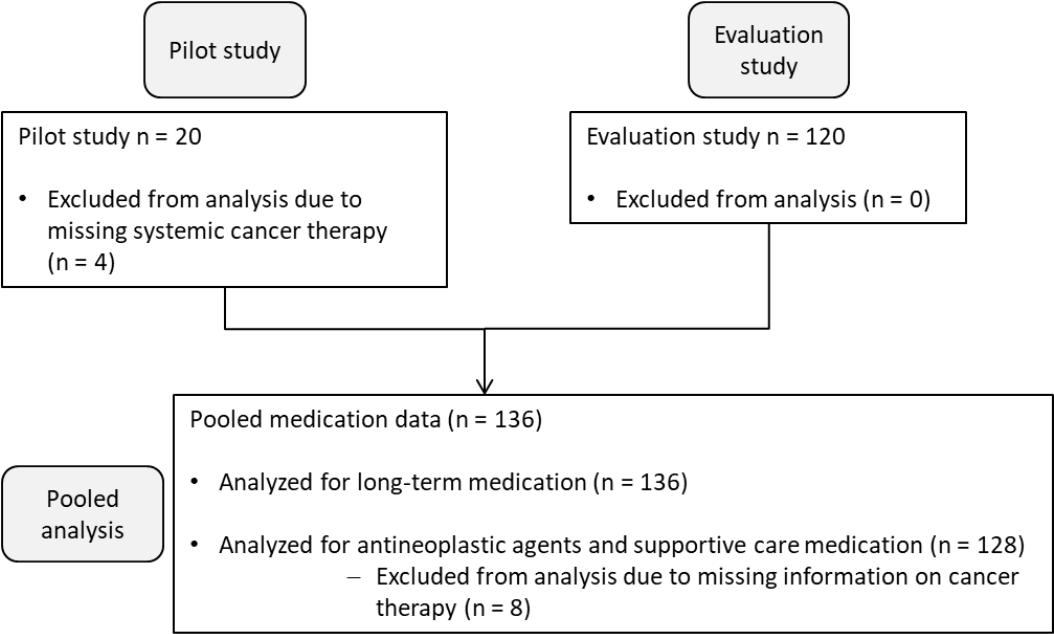 Pilot study
Evaluation
study
Pilot study n = 20
• Excluded from analysis due to
missing systemic cancer therapy
(n = 4)
Evaluation study n = 120
• Excluded from analysis (n = 0)
Pooled
analysis
Pooled medication data (n = 136)
• Analyzed for long-term medication (n = 136)
• Analyzed for antineoplastic agents and supportive care medication (n = 128)
– Excluded from analysis due to missing information on cancer
therapy (n = 8)